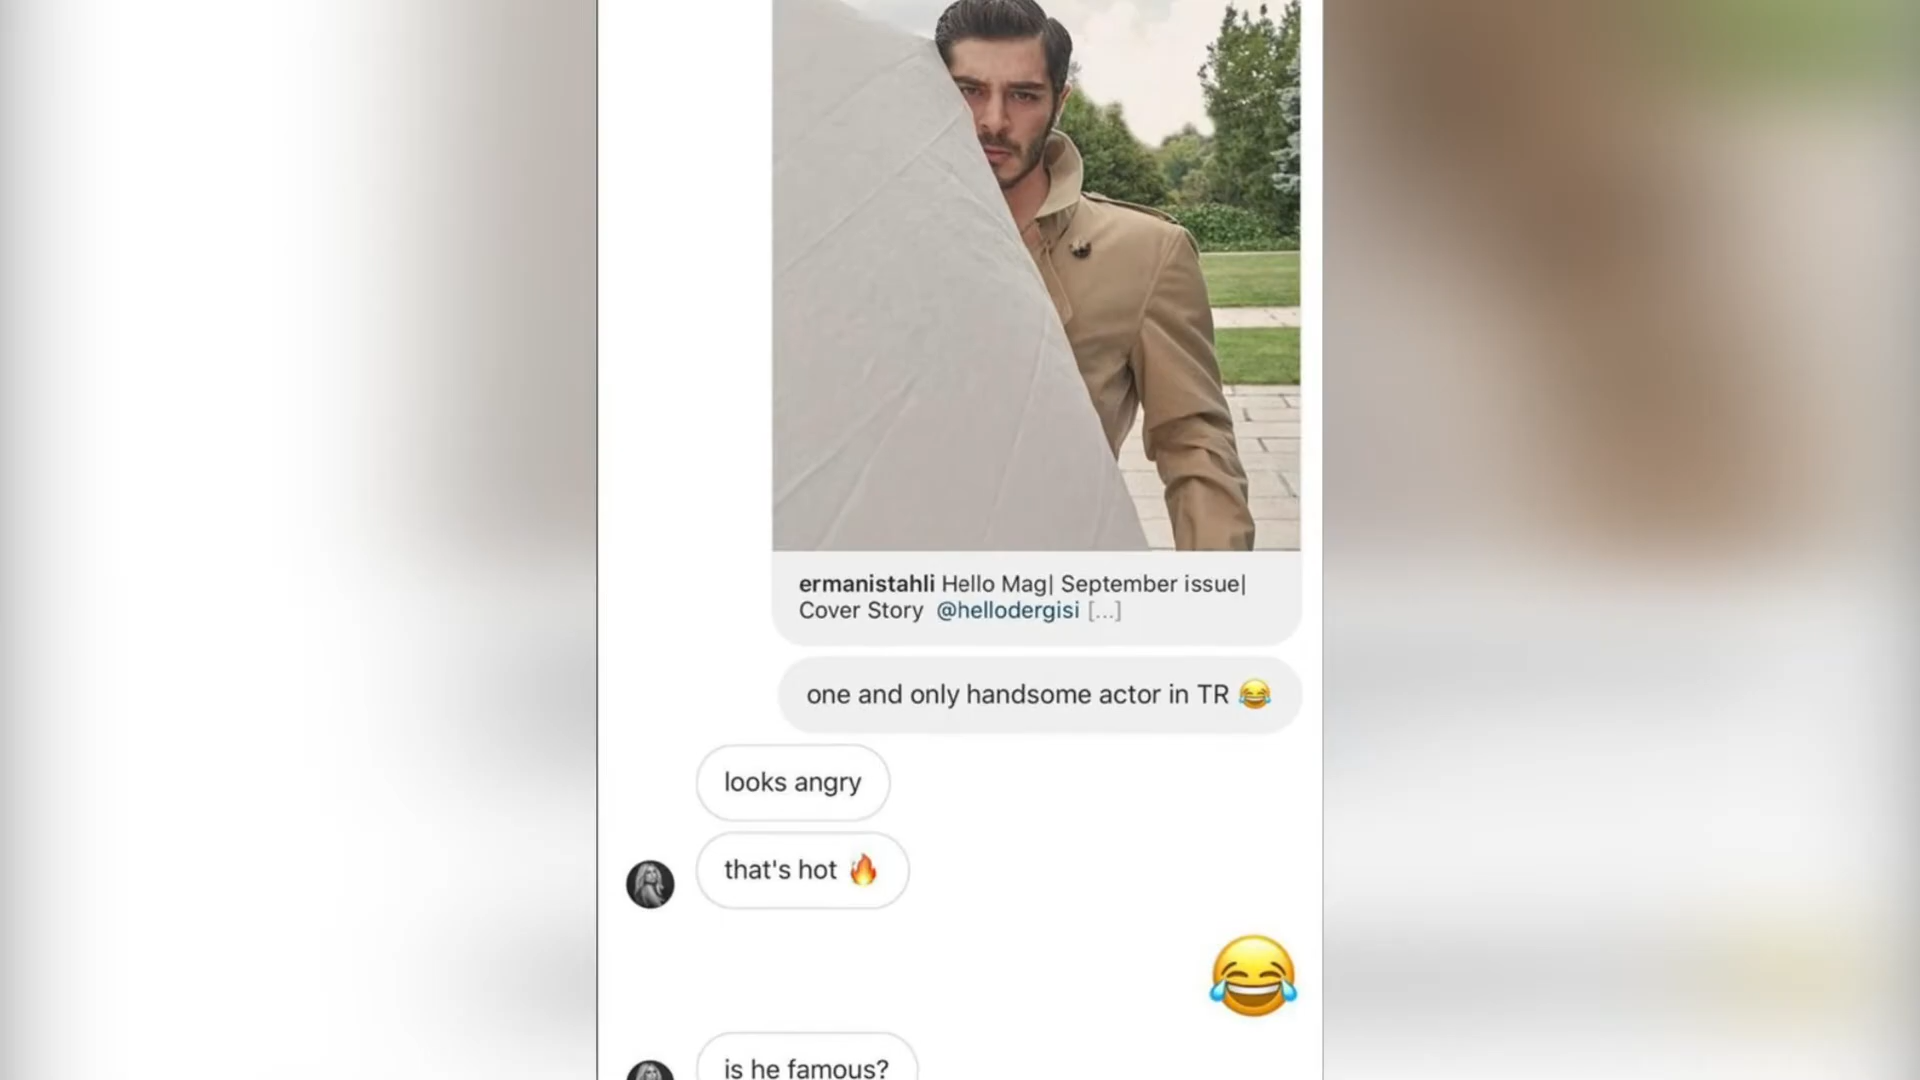 ermanistahli Hello Mag| September issue|
Cover Story @hellodergisi [...]
one and only handsome actor in TR 😂
looks angry
that's hot 🔥
😂
is he famous?